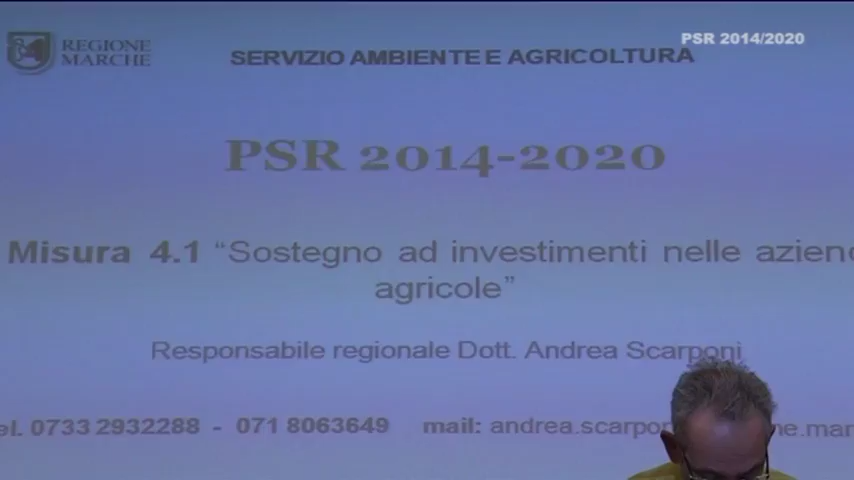 REGIONE
MARCHE
SERVIZIO AMBIENTE E AGRICOLTURA
PSR 2014/2020
PSR 2014-2020
Misura 4.1 “Sostegno ad investimenti nelle
agricole”
Responsabile regionale Dott. Andrea Scarponi
0733 2932288 - 071 8063649 mail: